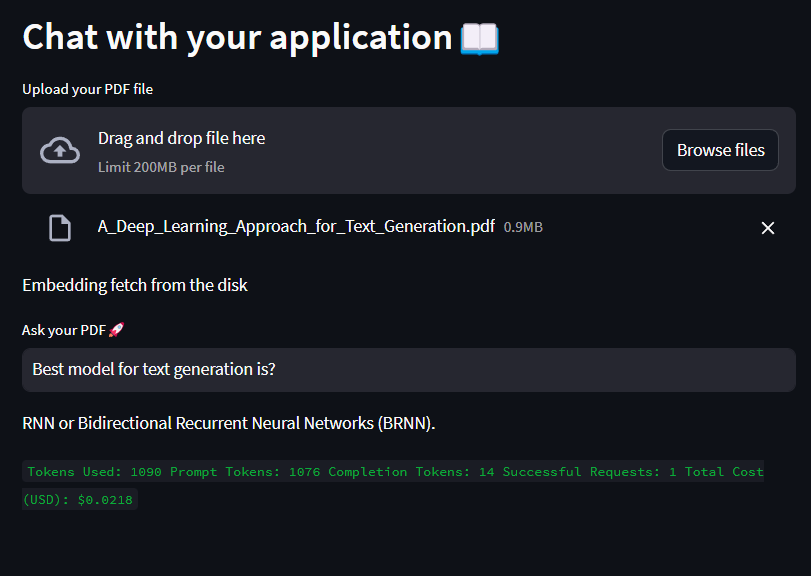 Chat with your application 📖
Upload your PDF file
Drag and drop file here
Limit 200MB per file
Browse files
A_Deep_Learning_Approach_for_Text_Generation.pdf 0.9MB
Embedding fetch from the disk
Ask your PDF 🚀
Best model for text generation is?
RNN or Bidirectional Recurrent Neural Networks (BRNN).
Tokens Used: 1090 Prompt Tokens: 1076 Completion Tokens: 14 Successful Requests: 1 Total Cost
(USD): $0.0218